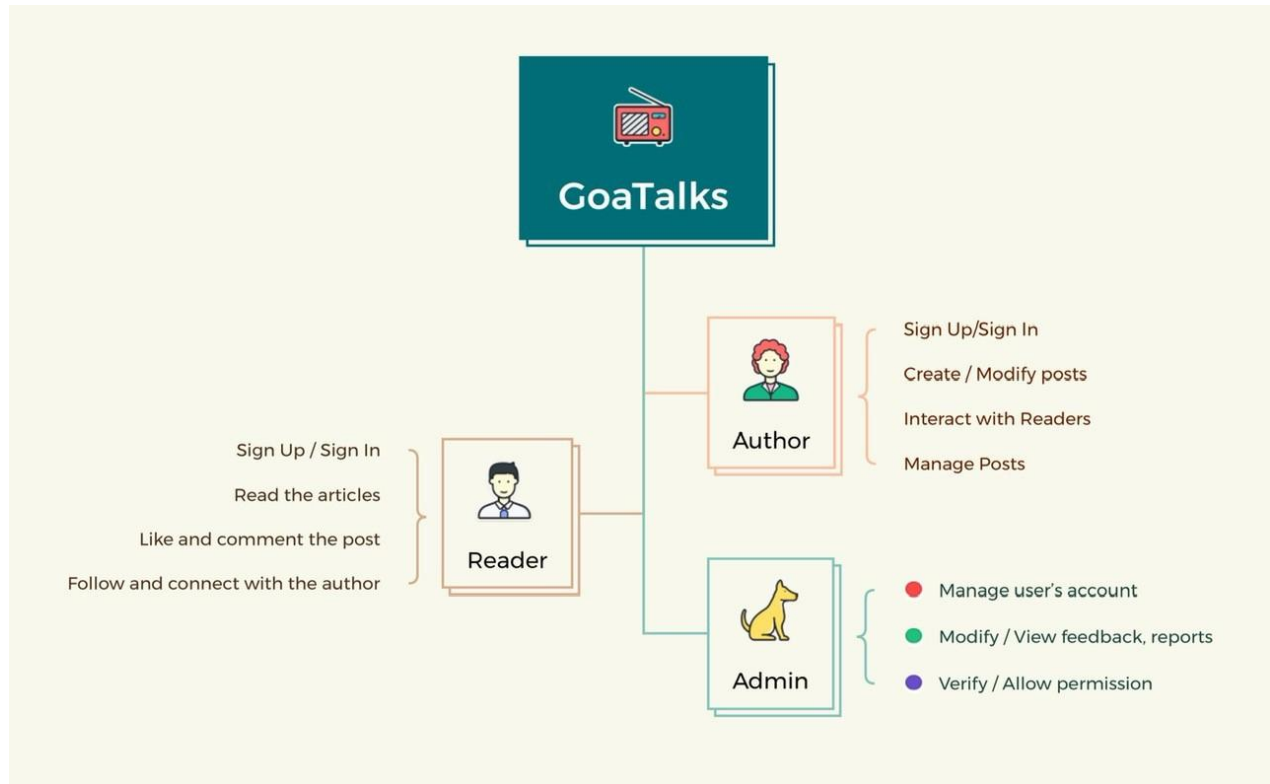 GoaTalks
Author
Sign Up/Sign In
Create / Modify posts
Interact with Readers
Manage Posts
Reader
Sign Up / Sign In
Read the articles
Like and comment the post
Follow and connect with the author
Admin
Manage user's account
Modify / View feedback, reports
Verify / Allow permission